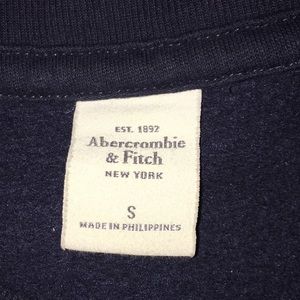 EST. 1892
Abercrombie
& Fitch
NEW YORK
S
MADE IN PHILIPPINES